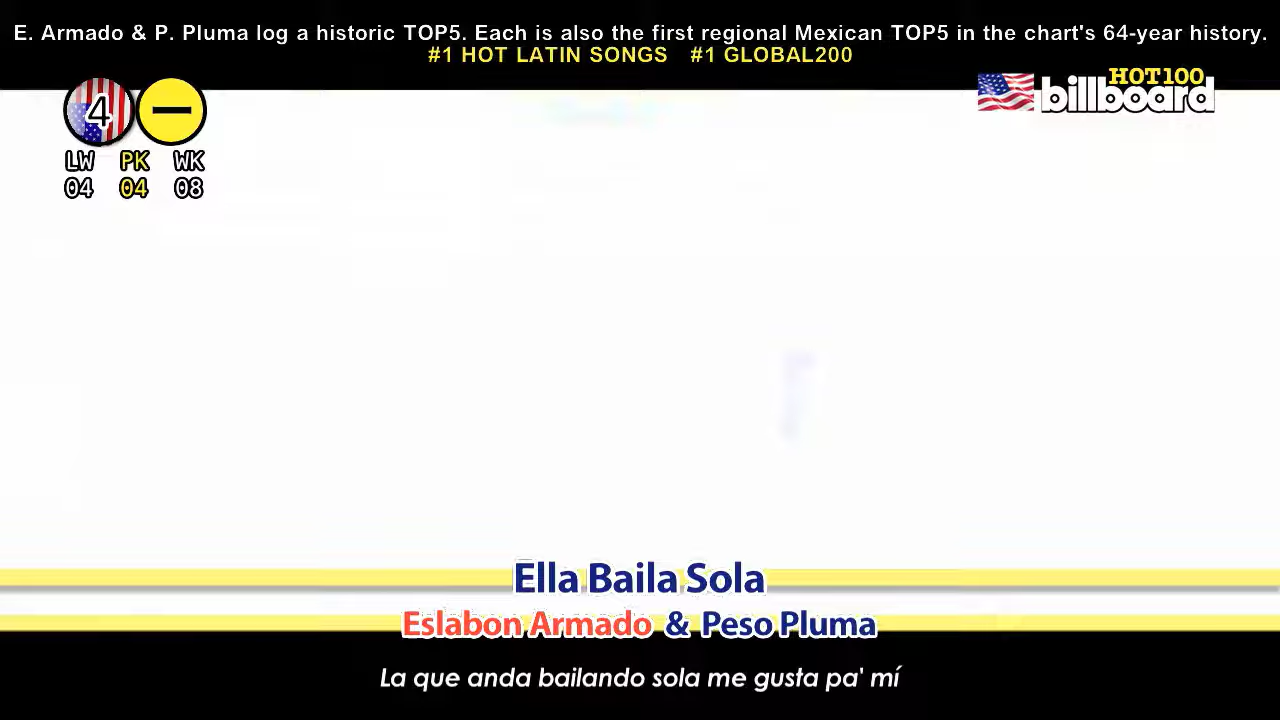 E. Armado & P. Pluma log a historic TOP5. Each is also the first regional Mexican TOP5 in the chart's 64-year history.
#1 HOT LATIN SONGS #1 GLOBAL200
4
HOT100
billboard
LW PK WK
04 04 08
Ella Baila Sola
Eslabon Armado & Peso Pluma
La que anda bailando sola me gusta pa' mí